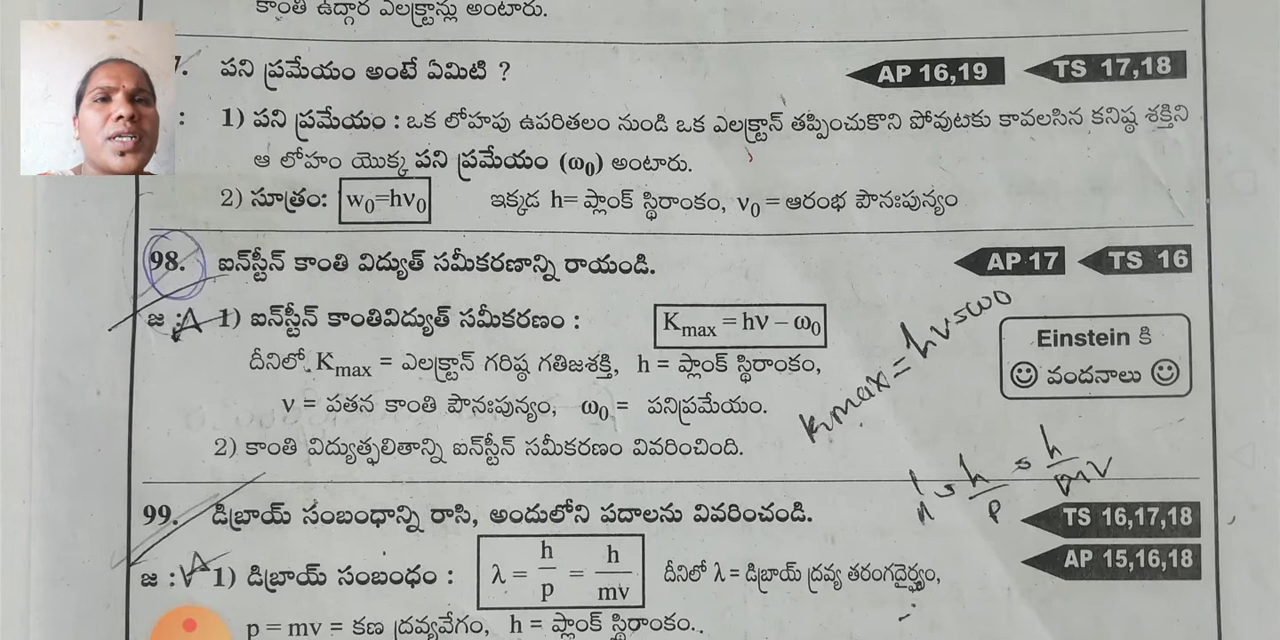 కాంతి ఉద్గార ఎలక్ట్రాన్లు అంటారు.
7. పని ప్రమేయం అంటే ఏమిటి ? AP 16,19 TS 17,18
: 1) పని ప్రమేయం : ఒక లోహపు ఉపరితలం నుండి ఒక ఎలక్ట్రాన్ తప్పించుకొని పోవుటకు కావలసిన కనిష్ఠ శక్తిని
ఆ లోహం యొక్క పని ప్రమేయం (ω₀) అంటారు.
2) సూత్రం: w₀=hν₀ ఇక్కడ h= ప్లాంక్ స్థిరాంకం, ν₀ = ఆరంభ పౌనఃపున్యం
98. ఐన్‌స్టీన్ కాంతి విద్యుత్ సమీకరణాన్ని రాయండి. AP 17 TS 16
జ : 1) ఐన్‌స్టీన్ కాంతివిద్యుత్ సమీకరణం : Kmax = hν – ω₀
Einstein కి
వందనాలు
దీనిలో Kmax = ఎలక్ట్రాన్ గరిష్ఠ గతిజశక్తి, h = ప్లాంక్ స్థిరాంకం,
ν = పతన కాంతి పౌనఃపున్యం, ω₀ = పనిప్రమేయం.
2) కాంతి విద్యుత్ఫలితాన్ని ఐన్‌స్టీన్ సమీకరణం వివరించింది.
99. డిబ్రాయ్ సంబంధాన్ని రాసి, అందులోని పదాలను వివరించండి. TS 16,17,18
AP 15,16,18
జ : 1) డిబ్రాయ్ సంబంధం : λ = h/p = h/mv దీనిలో λ = డిబ్రాయ్ ద్రవ్య తరంగదైర్ఘ్యం,
p = mv = కణ ద్రవ్యవేగం, h = ప్లాంక్ స్థిరాంకం.